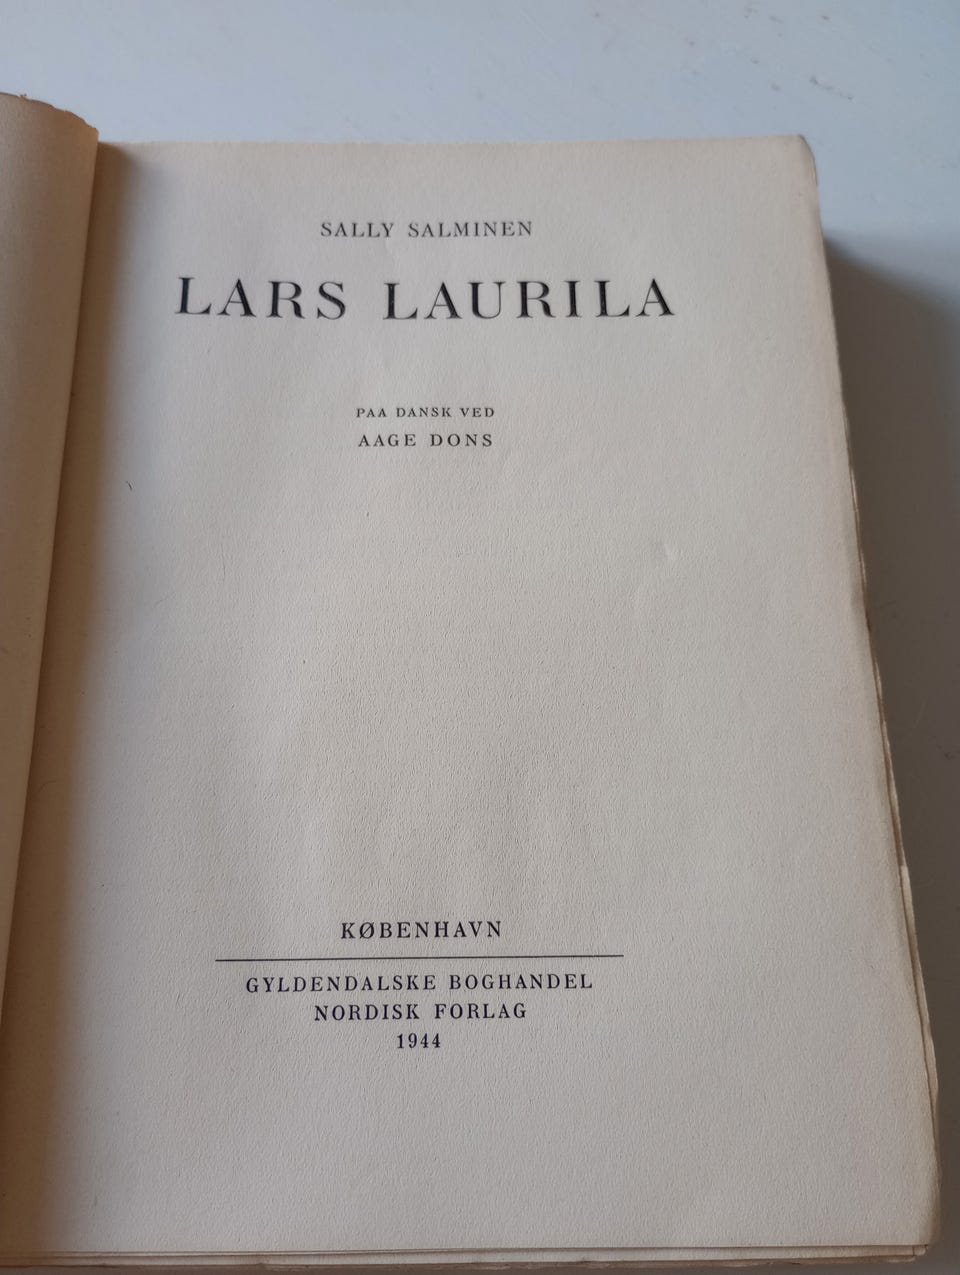 SALLY SALMINEN
LARS LAURILA
PAA DANSK VED
AAGE DONS
KØBENHAVN
GYLDENDALSKE BOGHANDEL
NORDISK FORLAG
1944